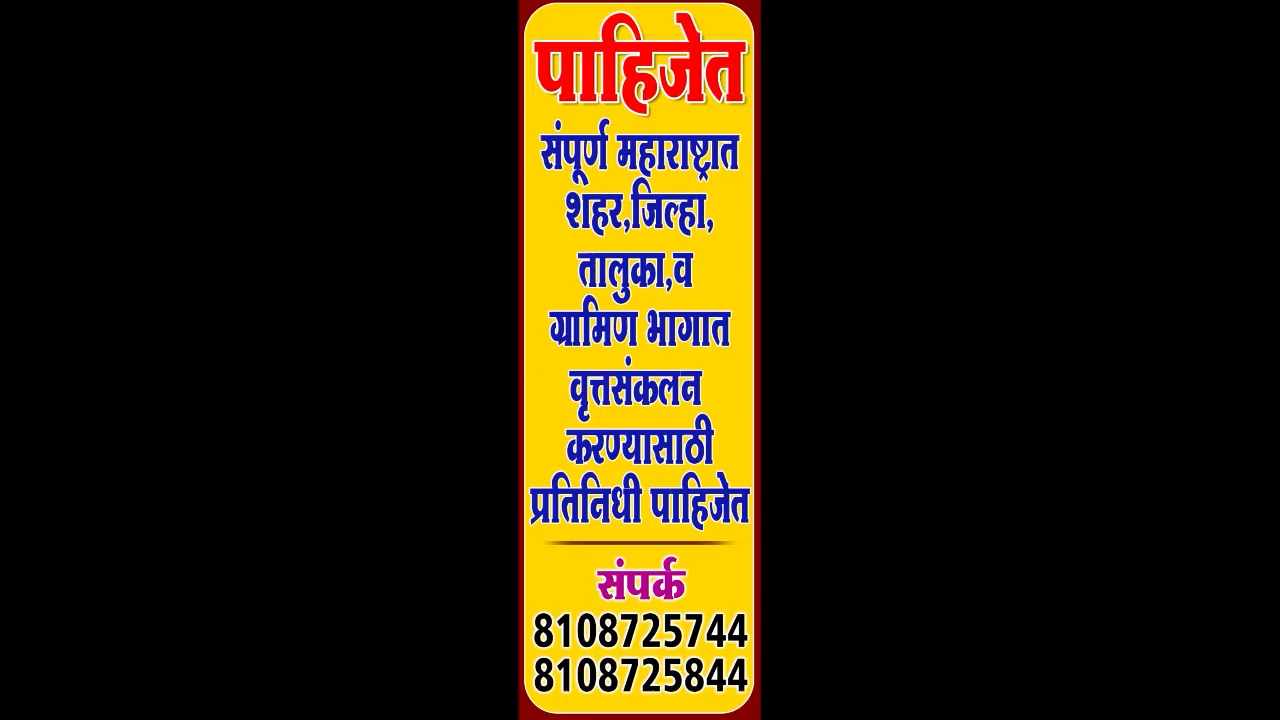 पाहिजेत
संपूर्ण महाराष्ट्रात
शहर,जिल्हा,
तालुका,व
ग्रामिण भागात
वृत्तसंकलन
करण्यासाठी
प्रतिनिधी पाहिजेत
संपर्क
8108725744
8108725844